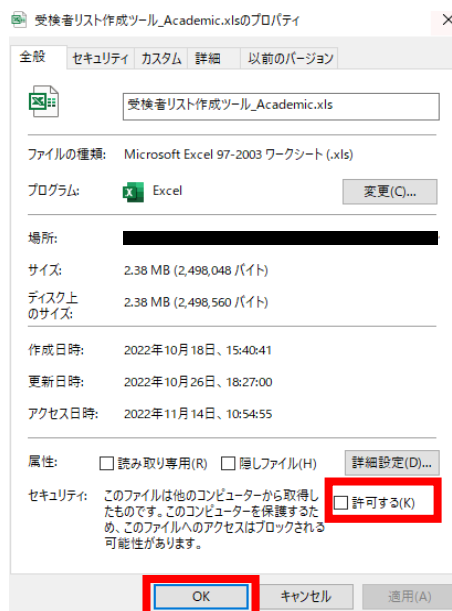 受検者リスト作成ツール_Academic.xlsのプロパティ
全般 セキュリティ カスタム 詳細 以前のバージョン
受検者リスト作成ツール_Academic.xls
ファイルの種類: Microsoft Excel 97-2003 ワークシート (.xls)
プログラム: Excel 変更(C)...
場所:
サイズ: 2.38 MB (2,498,048 バイト)
ディスク上
のサイズ: 2.38 MB (2,498,560 バイト)
作成日時: 2022年10月18日、15:40:41
更新日時: 2022年10月26日、18:27:00
アクセス日時: 2022年11月14日、10:54:55
属性: 読み取り専用(R) 隠しファイル(H) 詳細設定(D)...
セキュリティ: このファイルは他のコンピューターから取得し
たものです。このコンピューターを保護するた
め、このファイルへのアクセスはブロックされる
可能性があります。
許可する(K)
OK キャンセル 適用(A)